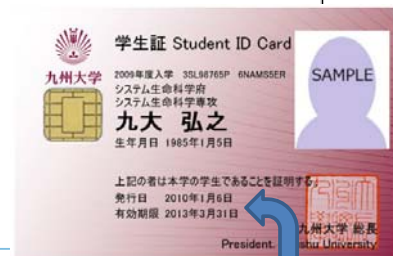 学生証 Student ID Card
九州大学
2009年度入学 3SL98765P 6NAMS5ER
システム生命科学府
システム生命科学専攻
九大 弘之
生年月日 1985年1月5日
SAMPLE
上記の者は本学の学生であることを証明する。
発行日 2010年1月6日
有効期限 2013年3月31日
九州大学 総長
President, shu University